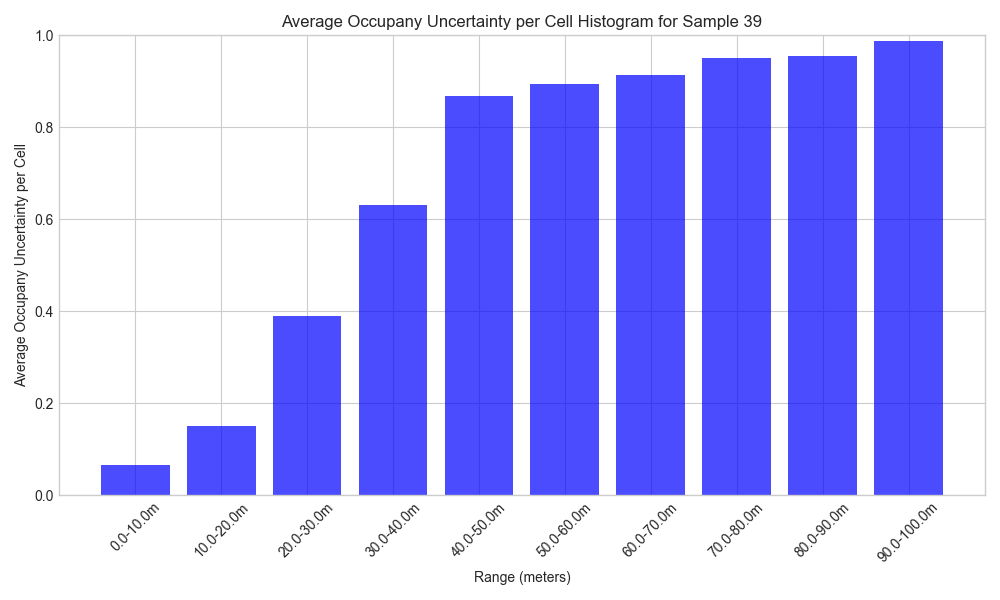 Average Occupany Uncertainty per Cell Histogram for Sample 39
Average Occupany Uncertainty per Cell
1.0
0.8
0.6
0.4
0.2
0.0
0.0-10.0m
10.0-20.0m
20.0-30.0m
30.0-40.0m
40.0-50.0m
50.0-60.0m
60.0-70.0m
70.0-80.0m
80.0-90.0m
90.0-100.0m
Range (meters)